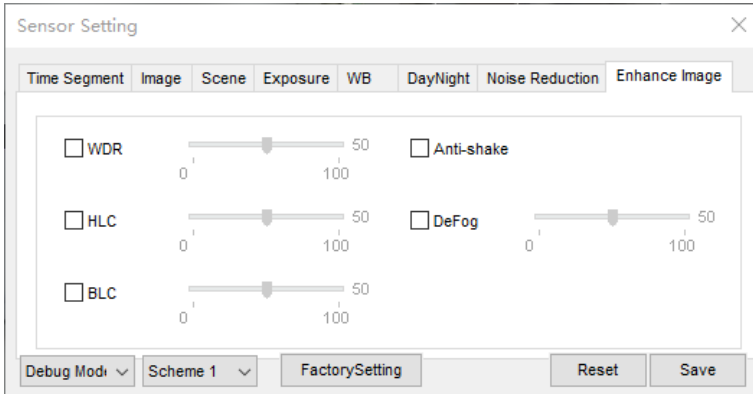 Sensor Setting
Time Segment Image Scene Exposure WB DayNight Noise Reduction Enhance Image
WDR 50 Anti-shake
0 100
HLC 50 DeFog 50
0 100 0 100
BLC 50
0 100
Debug Mod Scheme 1 FactorySetting Reset Save